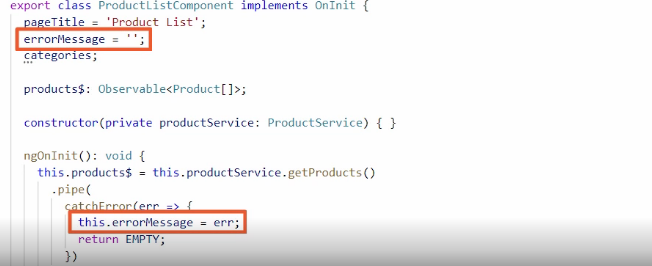 export class ProductListComponent implements OnInit {
pageTitle = 'Product List';
errorMessage = '';
categories;
products$: Observable<Product[]>;
constructor(private productService: ProductService) { }
ngOnInit(): void {
this.products$ = this.productService.getProducts()
.pipe(
catchError(err => {
this.errorMessage = err;
return EMPTY;
})